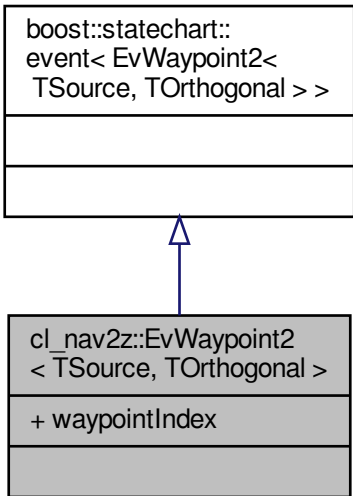 boost::statechart::
event< EvWaypoint2<
TSource, TOrthogonal > >
cl_nav2z::EvWaypoint2
< TSource, TOrthogonal >
+ waypointIndex